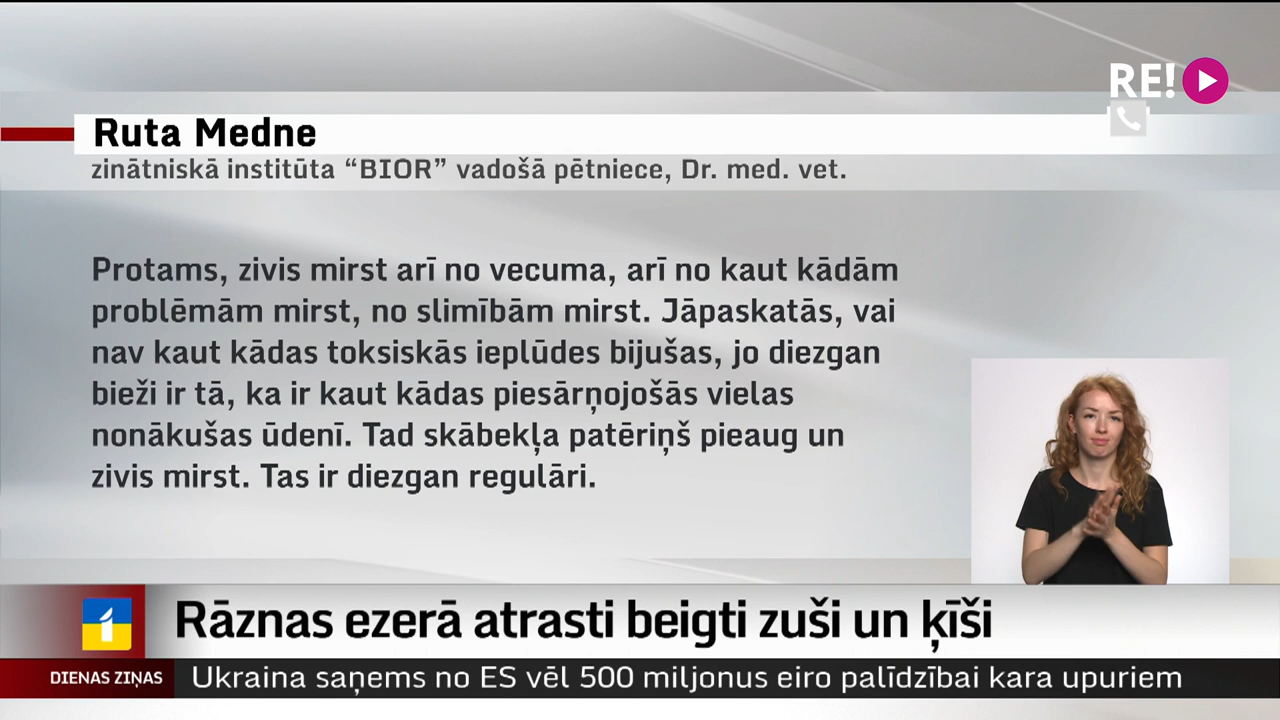 RE!
Ruta Medne
zinātniskā institūta “BIOR” vadošā pētniece, Dr. med. vet.
Protams, zivis mirst arī no vecuma, arī no kaut kādām
problēmām mirst, no slimībām mirst. Jāpaskatās, vai
nav kaut kādas toksiskās ieplūdes bijušas, jo diezgan
bieži ir tā, ka ir kaut kādas piesārņojošās vielas
nonākušas ūdenī. Tad skābekļa patēriņš pieaug un
zivis mirst. Tas ir diezgan regulāri.
1
Rāznas ezerā atrasti beigti zuši un ķīši
DIENAS ZIŅAS
Ukraina saņems no ES vēl 500 miljonus eiro palīdzībai kara upuriem